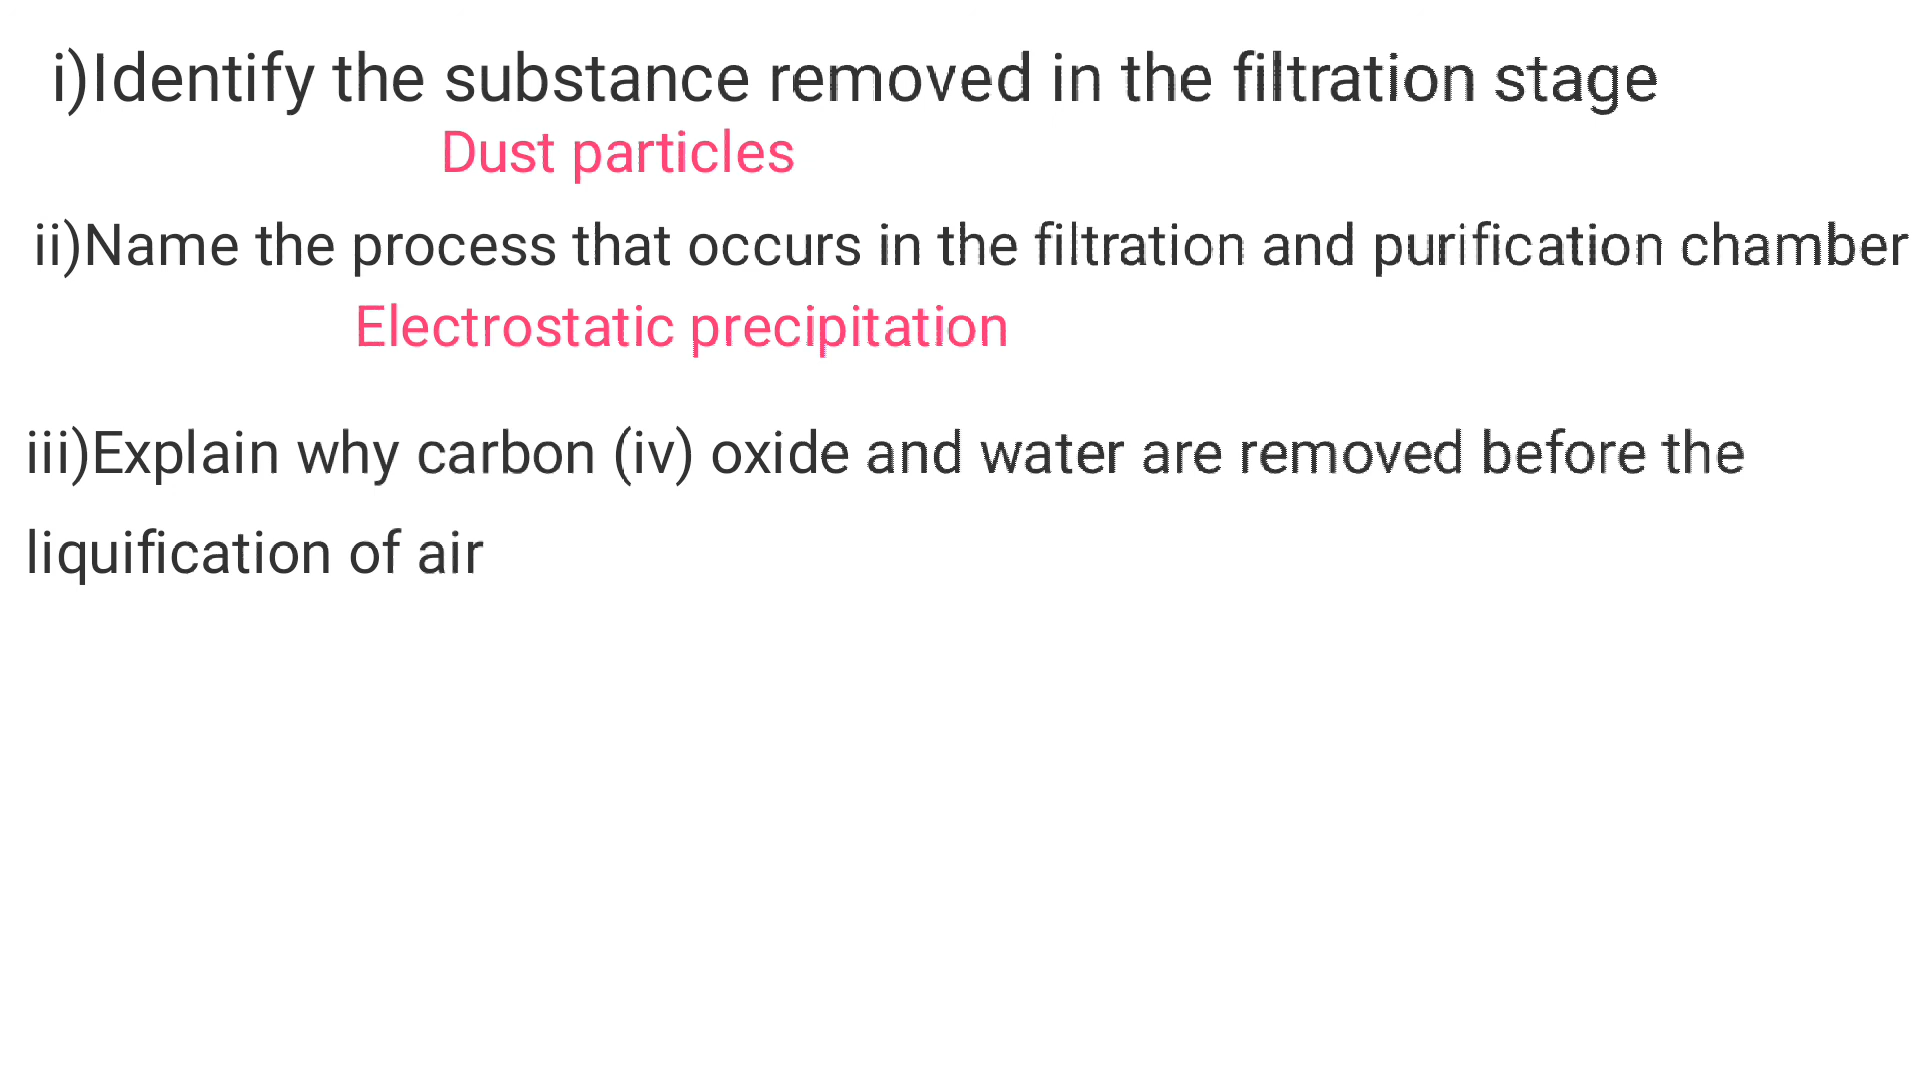 i)Identify the substance removed in the filtration stage
Dust particles
ii)Name the process that occurs in the filtration and purification chamber
Electrostatic precipitation
iii)Explain why carbon (iv) oxide and water are removed before the
liquification of air